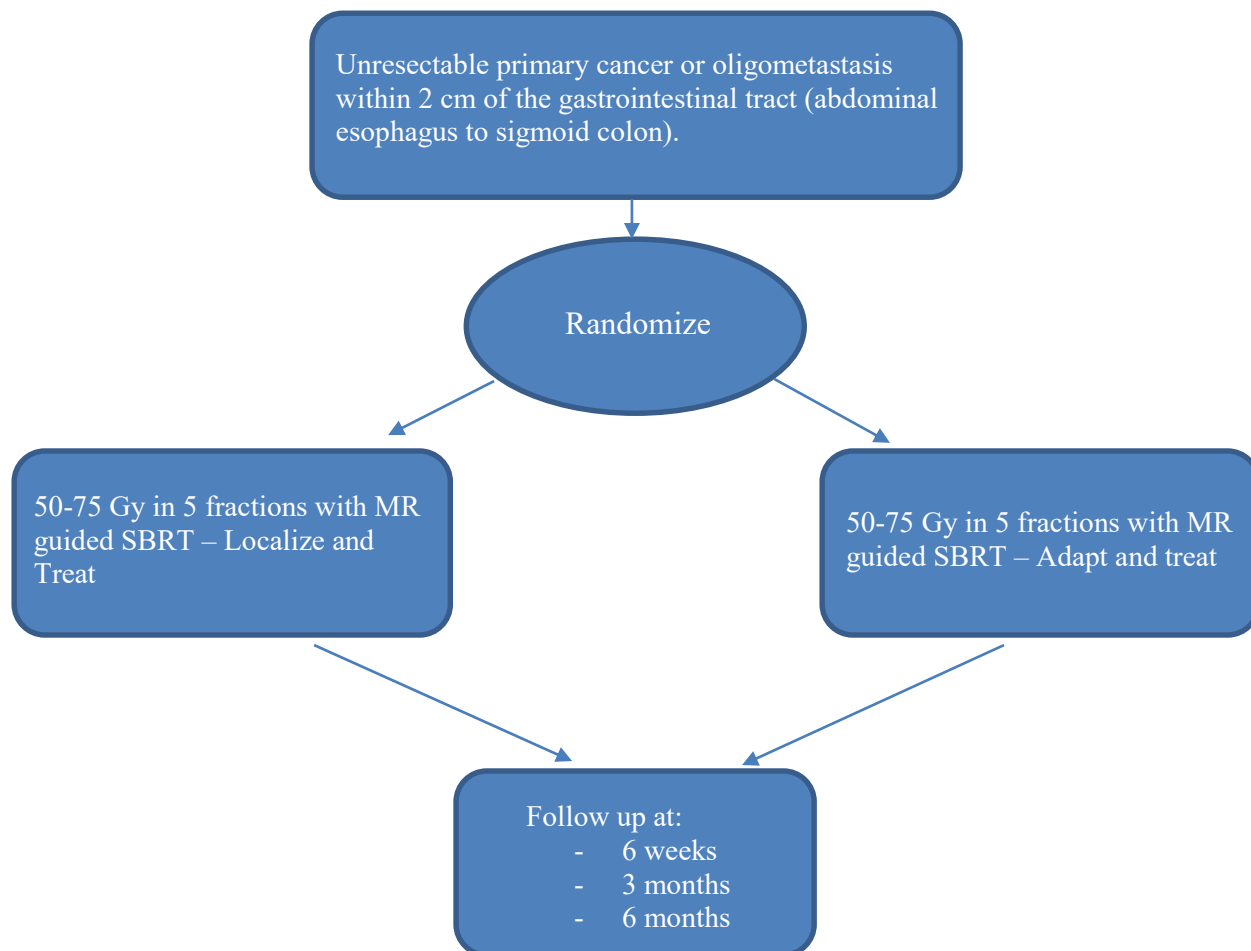 Unresectable primary cancer or oligometastasis
within 2 cm of the gastrointestinal tract (abdominal
esophagus to sigmoid colon).
Randomize
50-75 Gy in 5 fractions with MR
guided SBRT – Localize and
Treat
50-75 Gy in 5 fractions with MR
guided SBRT – Adapt and treat
Follow up at:
- 6 weeks
- 3 months
- 6 months